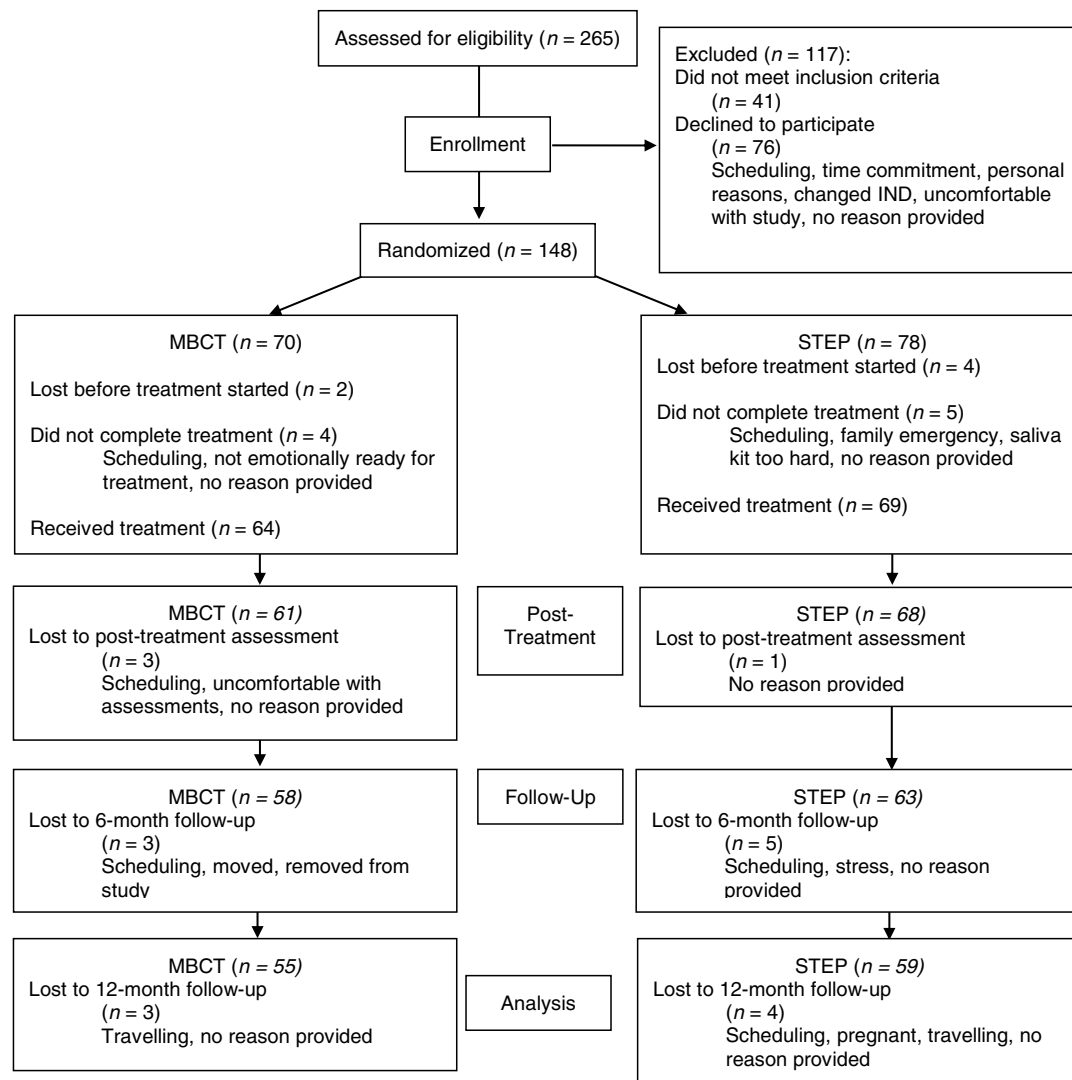 Assessed for eligibility (n = 265)
Excluded (n = 117):
Did not meet inclusion criteria
(n = 41)
Declined to participate
(n = 76)
Scheduling, time commitment, personal
reasons, changed IND, uncomfortable
with study, no reason provided
Enrollment
Randomized (n = 148)
MBCT (n = 70)
Lost before treatment started (n = 2)
Did not complete treatment (n = 4)
Scheduling, not emotionally ready for
treatment, no reason provided
Received treatment (n = 64)
STEP (n = 78)
Lost before treatment started (n = 4)
Did not complete treatment (n = 5)
Scheduling, family emergency, saliva
kit too hard, no reason provided
Received treatment (n = 69)
MBCT (n = 61)
Lost to post-treatment assessment
(n = 3)
Scheduling, uncomfortable with
assessments, no reason provided
Post-
Treatment
STEP (n = 68)
Lost to post-treatment assessment
(n = 1)
No reason provided
MBCT (n = 58)
Lost to 6-month follow-up
(n = 3)
Scheduling, moved, removed from
study
Follow-Up
STEP (n = 63)
Lost to 6-month follow-up
(n = 5)
Scheduling, stress, no reason
provided
MBCT (n = 55)
Lost to 12-month follow-up
(n = 3)
Travelling, no reason provided
Analysis
STEP (n = 59)
Lost to 12-month follow-up
(n = 4)
Scheduling, pregnant, travelling, no
reason provided